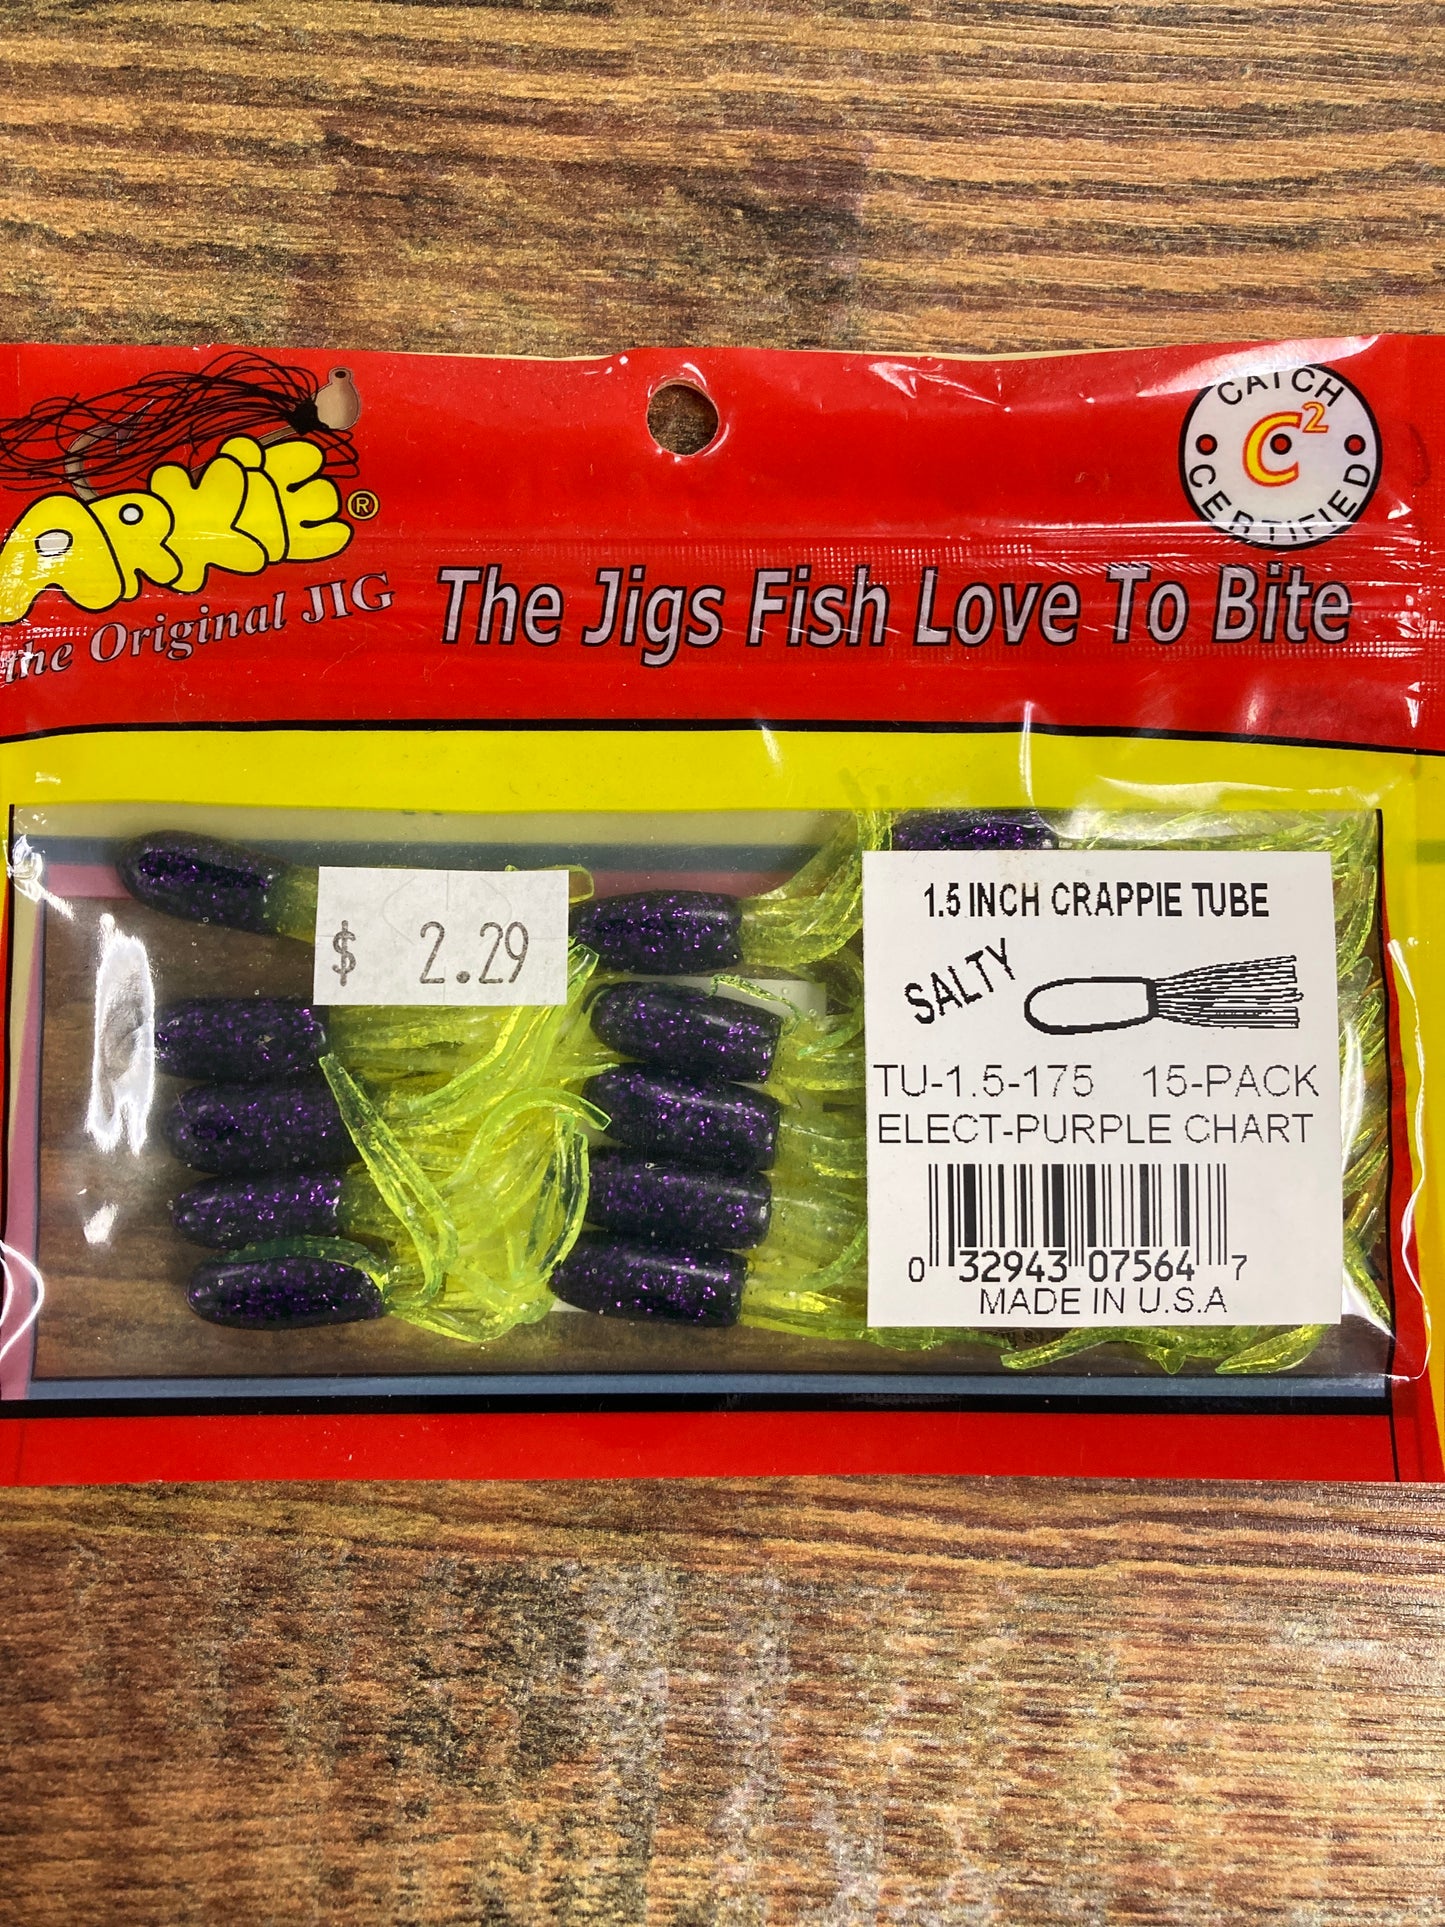 ARKIE®
the Original JIG
The Jigs Fish Love To Bite
CATCH
C2
CERTIFIED
$ 2.29
1.5 INCH CRAPPIE TUBE
SALTY
TU-1.5-175 15-PACK
ELECT-PURPLE CHART
0 32943 07564 7
MADE IN U.S.A